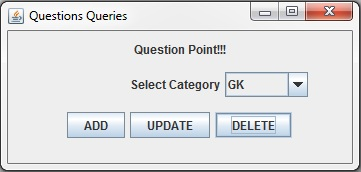 Questions Queries
Question Point!!!
Select Category GK
ADD UPDATE DELETE